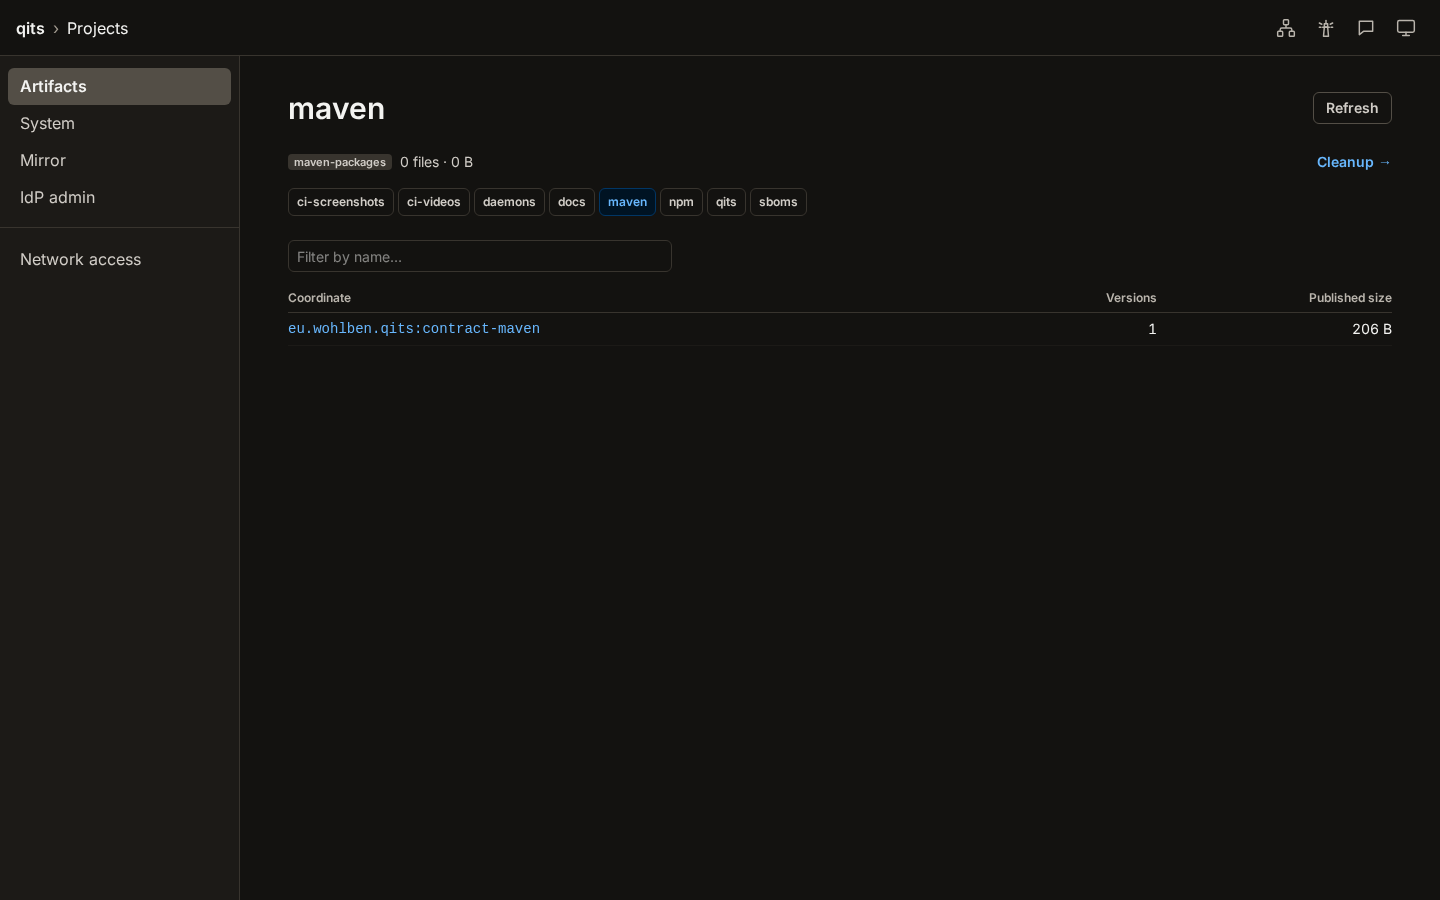 qits › Projects
Artifacts
System
Mirror
IdP admin
Network access
maven
Refresh
maven-packages 0 files · 0 B
Cleanup →
ci-screenshots ci-videos daemons docs maven npm qits sboms
Filter by name...
Coordinate Versions Published size
eu.wohlben.qits:contract-maven 1 206 B